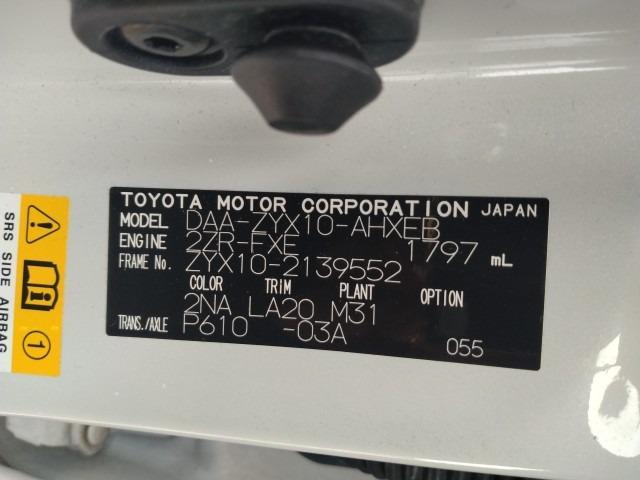 TOYOTA MOTOR CORPORATION JAPAN
MODEL DAA-ZYX10-AHXEB
ENGINE 2ZR-FXE 1797 mL
FRAME No. ZYX10-2139552
COLOR TRIM PLANT OPTION
2NA LA20 M31
TRANS./AXLE P610 -03A
055
SRS SIDE AIRBAG
1